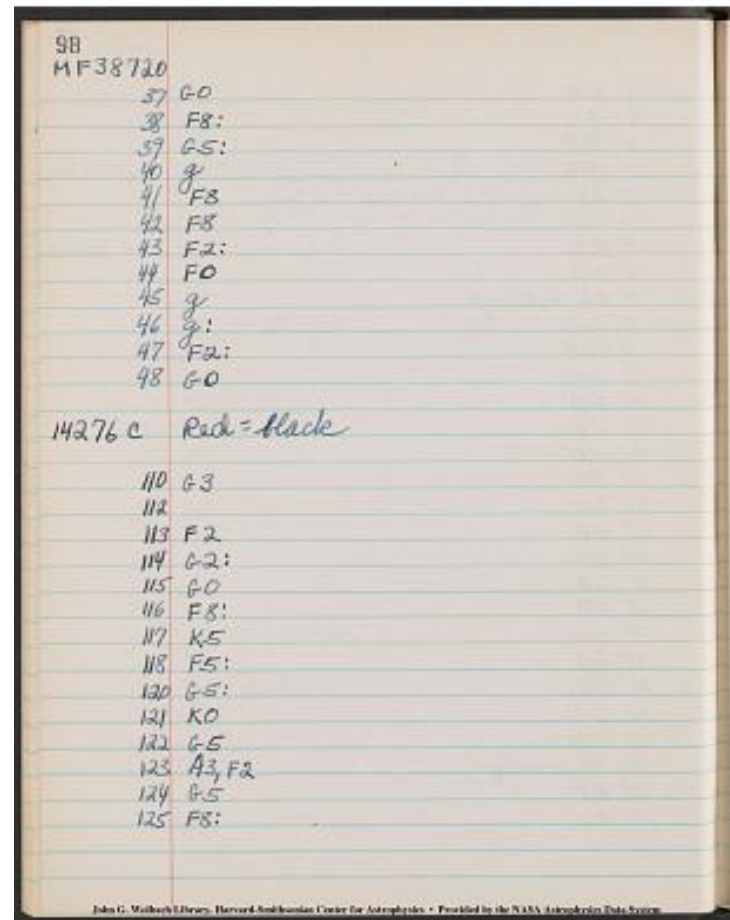 98
MF38720
37 G0
38 F8:
39 G5:
40 g
41 F8
42 F8
43 F2:
44 F0
45 g
46 g:
47 F2:
48 G0
14276 C Red = black
110 G3
112
113 F2
114 G2:
115 G0
116 F8:
117 K5
118 F5:
120 G5:
121 K0
122 G5
123 A3, F2
124 G5
125 F8:
John G. Wolbach Library, Harvard-Smithsonian Center for Astrophysics • Provided by the NASA Astrophysics Data System